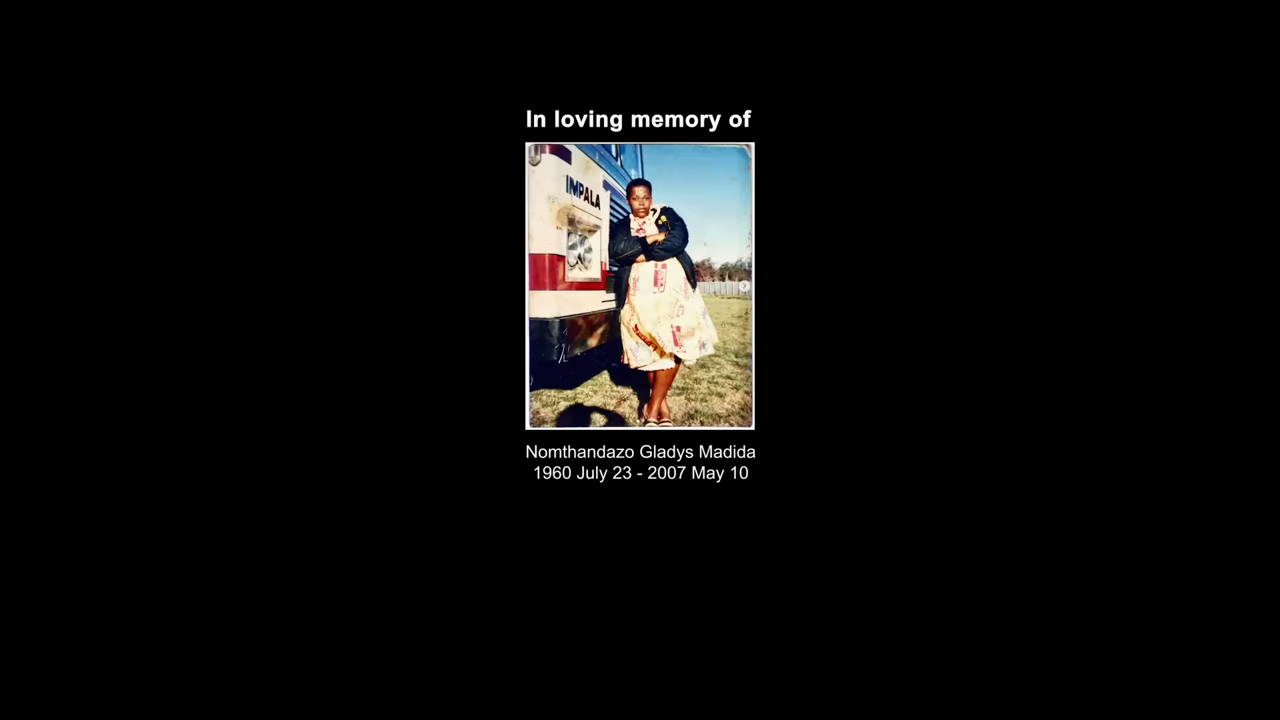 In loving memory of
IMPALA
Nomthandazo Gladys Madida
1960 July 23 - 2007 May 10